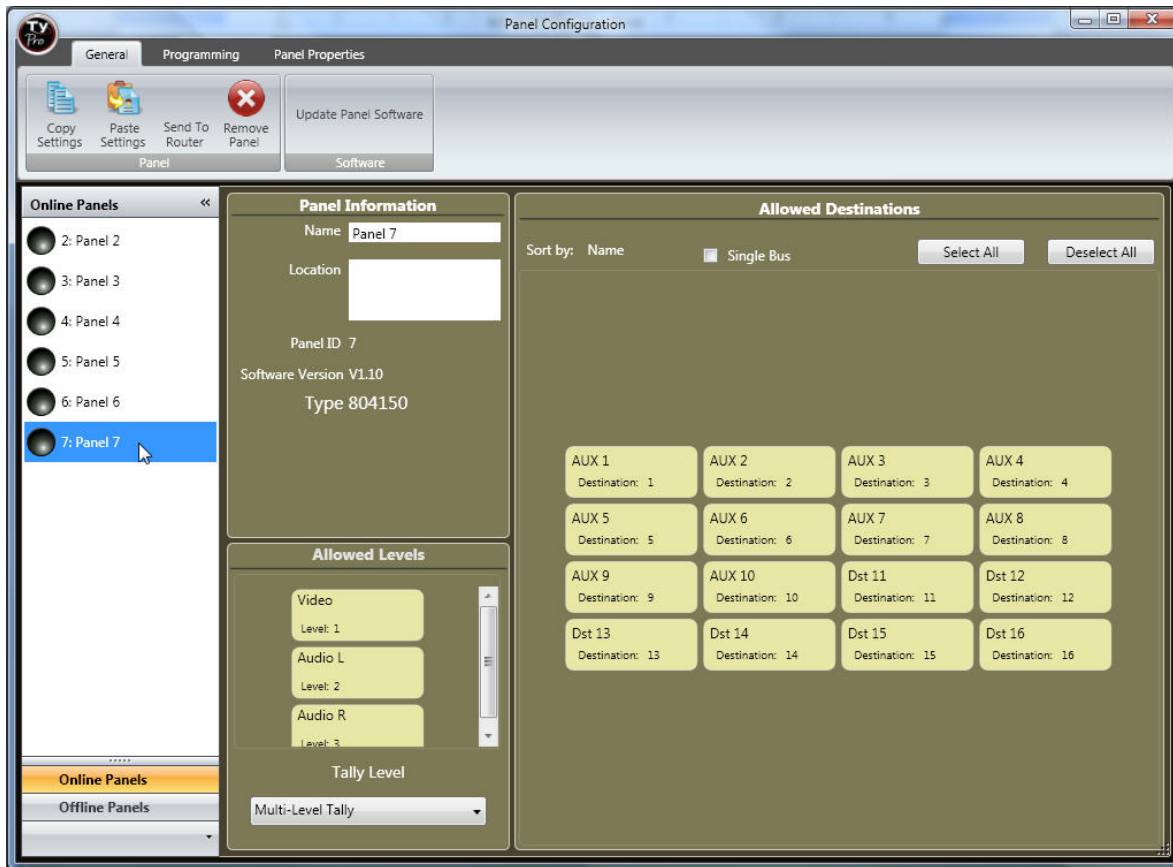 Panel Configuration
Ty
Pro
General Programming Panel Properties
Copy Settings
Paste Settings
Send To Router
Remove Panel
Update Panel Software
Panel
Software
Online Panels «
2: Panel 2
3: Panel 3
4: Panel 4
5: Panel 5
6: Panel 6
7: Panel 7
Online Panels
Offline Panels
Panel Information
Name Panel 7
Location
Panel ID 7
Software Version V1.10
Type 804150
Allowed Levels
Video
Level: 1
Audio L
Level: 2
Audio R
Level: 3
Tally Level
Multi-Level Tally
Allowed Destinations
Sort by: Name Single Bus Select All Deselect All
AUX 1 AUX 2 AUX 3 AUX 4
Destination: 1 Destination: 2 Destination: 3 Destination: 4
AUX 5 AUX 6 AUX 7 AUX 8
Destination: 5 Destination: 6 Destination: 7 Destination: 8
AUX 9 AUX 10 Dst 11 Dst 12
Destination: 9 Destination: 10 Destination: 11 Destination: 12
Dst 13 Dst 14 Dst 15 Dst 16
Destination: 13 Destination: 14 Destination: 15 Destination: 16